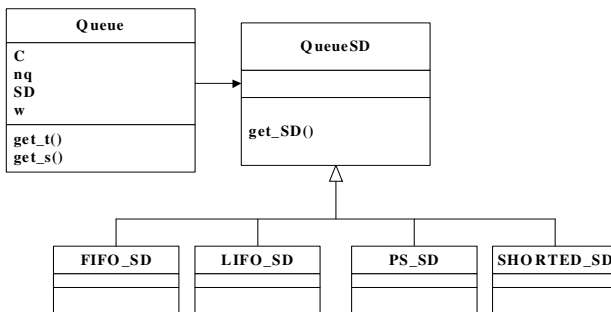 Queue
C
nq
SD
w
get_t()
get_s()
QueueSD
get_SD()
FIFO_SD
LIFO_SD
PS_SD
SHORTED_SD